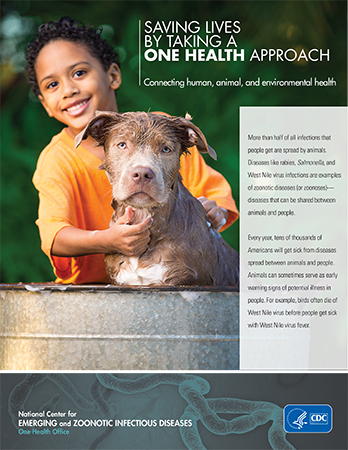 SAVING LIVES
BY TAKING A
ONE HEALTH APPROACH
Connecting human, animal, and environmental health
More than half of all infections that
people get are spread by animals.
Diseases like rabies, Salmonella, and
West Nile virus infections are examples
of zoonotic diseases (or zoonoses)—
diseases that can be shared between
animals and people.
Every year, tens of thousands of
Americans will get sick from diseases
spread between animals and people.
Animals can sometimes serve as early
warning signs of potential illness in
people. For example, birds often die of
West Nile virus before people get sick
with West Nile virus fever.
National Center for
EMERGING and ZOONOTIC INFECTIOUS DISEASES
One Health Office
CDC